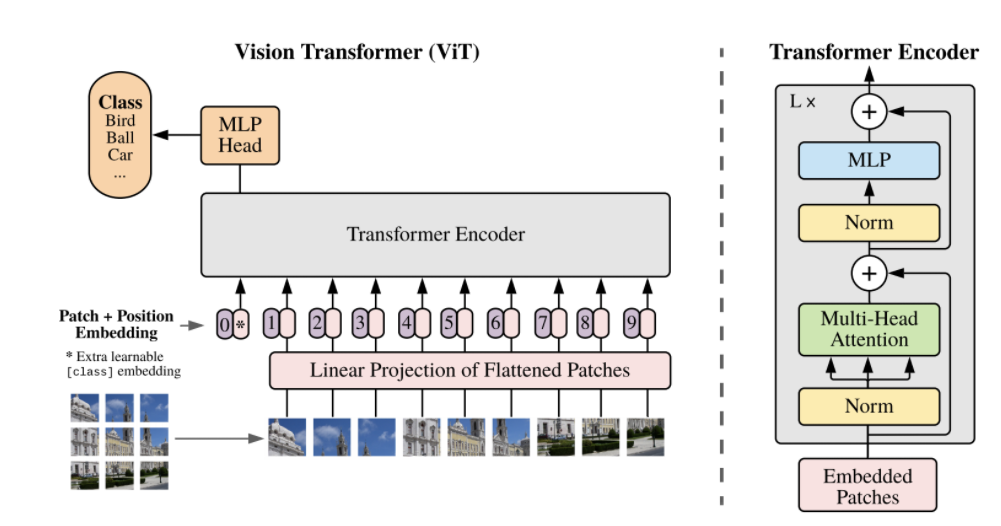 Vision Transformer (ViT)
Class
Bird
Ball
Car
...
MLP
Head
Transformer Encoder
Patch + Position
Embedding
* Extra learnable
[class] embedding
0 * 1 2 3 4 5 6 7 8 9
Linear Projection of Flattened Patches
Transformer Encoder
L ×
+
MLP
Norm
+
Multi-Head
Attention
Norm
Embedded
Patches